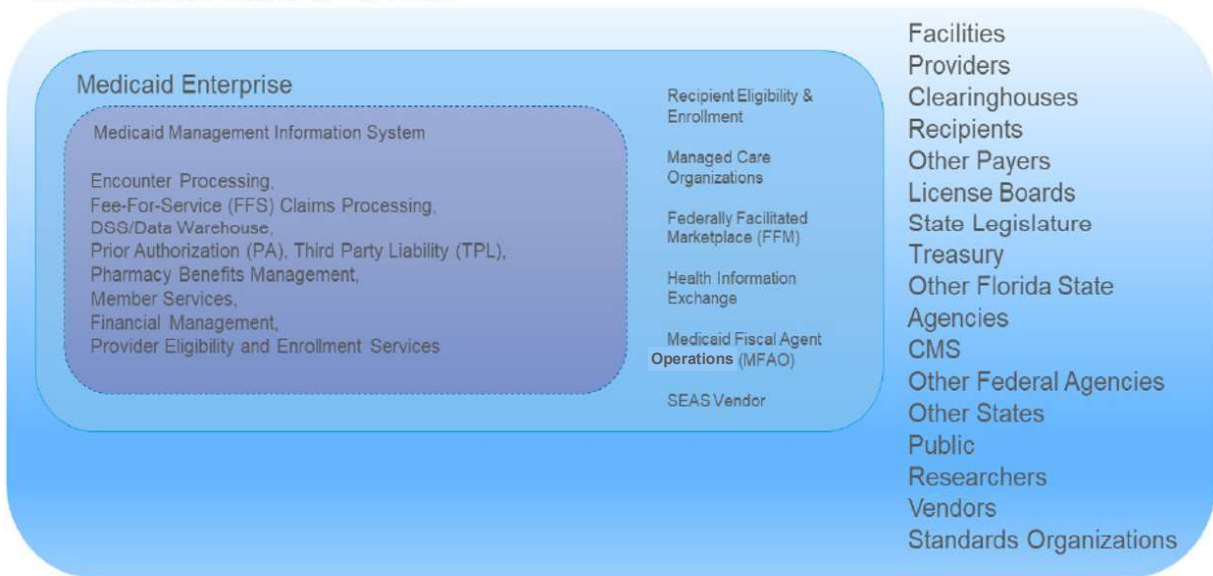 Medicaid Enterprise
Medicaid Management Information System
Encounter Processing,
Fee-For-Service (FFS) Claims Processing,
DSS/Data Warehouse,
Prior Authorization (PA), Third Party Liability (TPL),
Pharmacy Benefits Management,
Member Services,
Financial Management,
Provider Eligibility and Enrollment Services
Recipient Eligibility &
Enrollment
Managed Care
Organizations
Federally Facilitated
Marketplace (FFM)
Health Information
Exchange
Medicaid Fiscal Agent
Operations (MFAO)
SEAS Vendor
Facilities
Providers
Clearinghouses
Recipients
Other Payers
License Boards
State Legislature
Treasury
Other Florida State
Agencies
CMS
Other Federal Agencies
Other States
Public
Researchers
Vendors
Standards Organizations